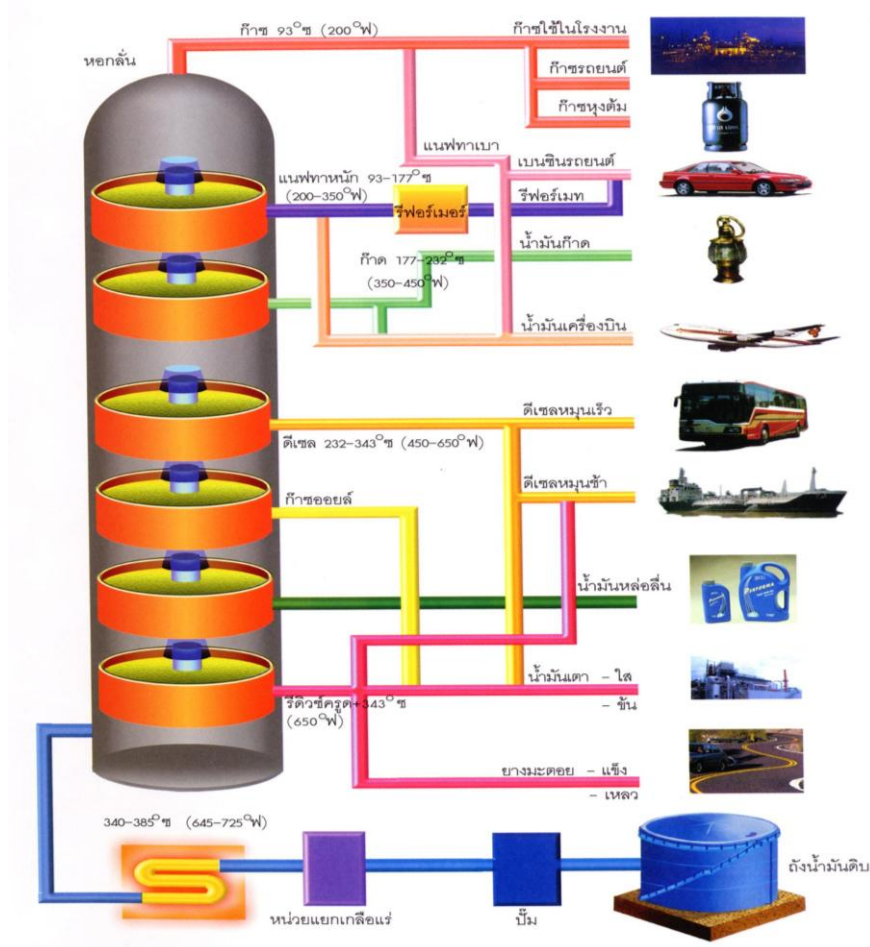 ก๊าซ 93°ซ (200°ฟ)
ก๊าซใช้ในโรงงาน
หอกลั่น
ก๊าซรถยนต์
ก๊าซหุงต้ม
แนฟทาเบา
เบนซินรถยนต์
แนฟทาหนัก 93-177°ซ
(200-350°ฟ)
รีฟอร์เมอร์
รีฟอร์เมท
น้ำมันก๊าด
ก๊าด 177-232°ซ
(350-450°ฟ)
น้ำมันเครื่องบิน
ดีเซลหมุนเร็ว
ดีเซล 232-343°ซ (450-650°ฟ)
ดีเซลหมุนช้า
ก๊าซออยล์
น้ำมันหล่อลื่น
PERFORMA
น้ำมันเตา - ใส
- ข้น
รีดิวซ์ครูด+343°ซ
(650°ฟ)
ยางมะตอย - แข็ง
- เหลว
340-385°ซ (645-725°ฟ)
ถังน้ำมันดิบ
หน่วยแยกเกลือแร่
ปั๊ม